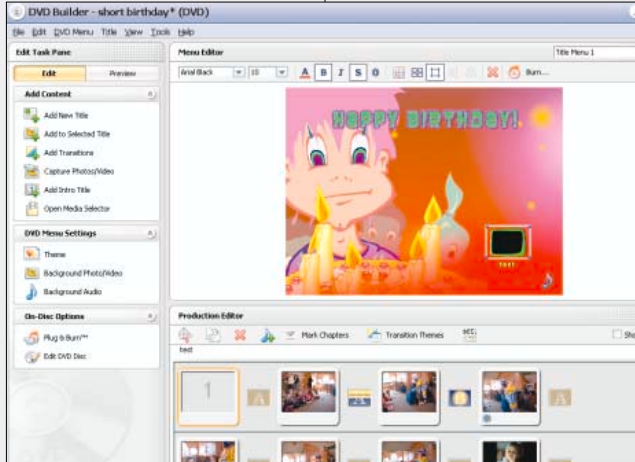 DVD Builder - short birthday* (DVD)
File Edit DVD Menu Title View Tools Help
Edit Task Pane
Edit Preview
Add Content
Add New Title
Add to Selected Title
Add Transitions
Capture Photos/Video
Add Intro Title
Open Media Selector
DVD Menu Settings
Theme
Background Photo/Video
Background Audio
On-Disc Options
Plug & Burn™
Edit DVD Disc
Menu Editor
Title Menu 1
Arial Black 10 A B I S Burn...
HAPPY BIRTHDAY!
text
Production Editor
Mark Chapters Transition Themes
text
1 A A A A